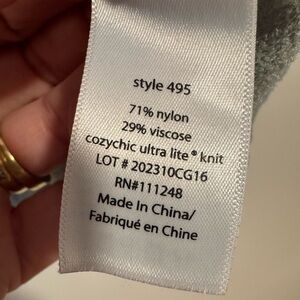 style 495
71% nylon
29% viscose
cozychic ultra lite® knit
LOT # 202310CG16
RN#111248
Made In China/
Fabriqué en Chine